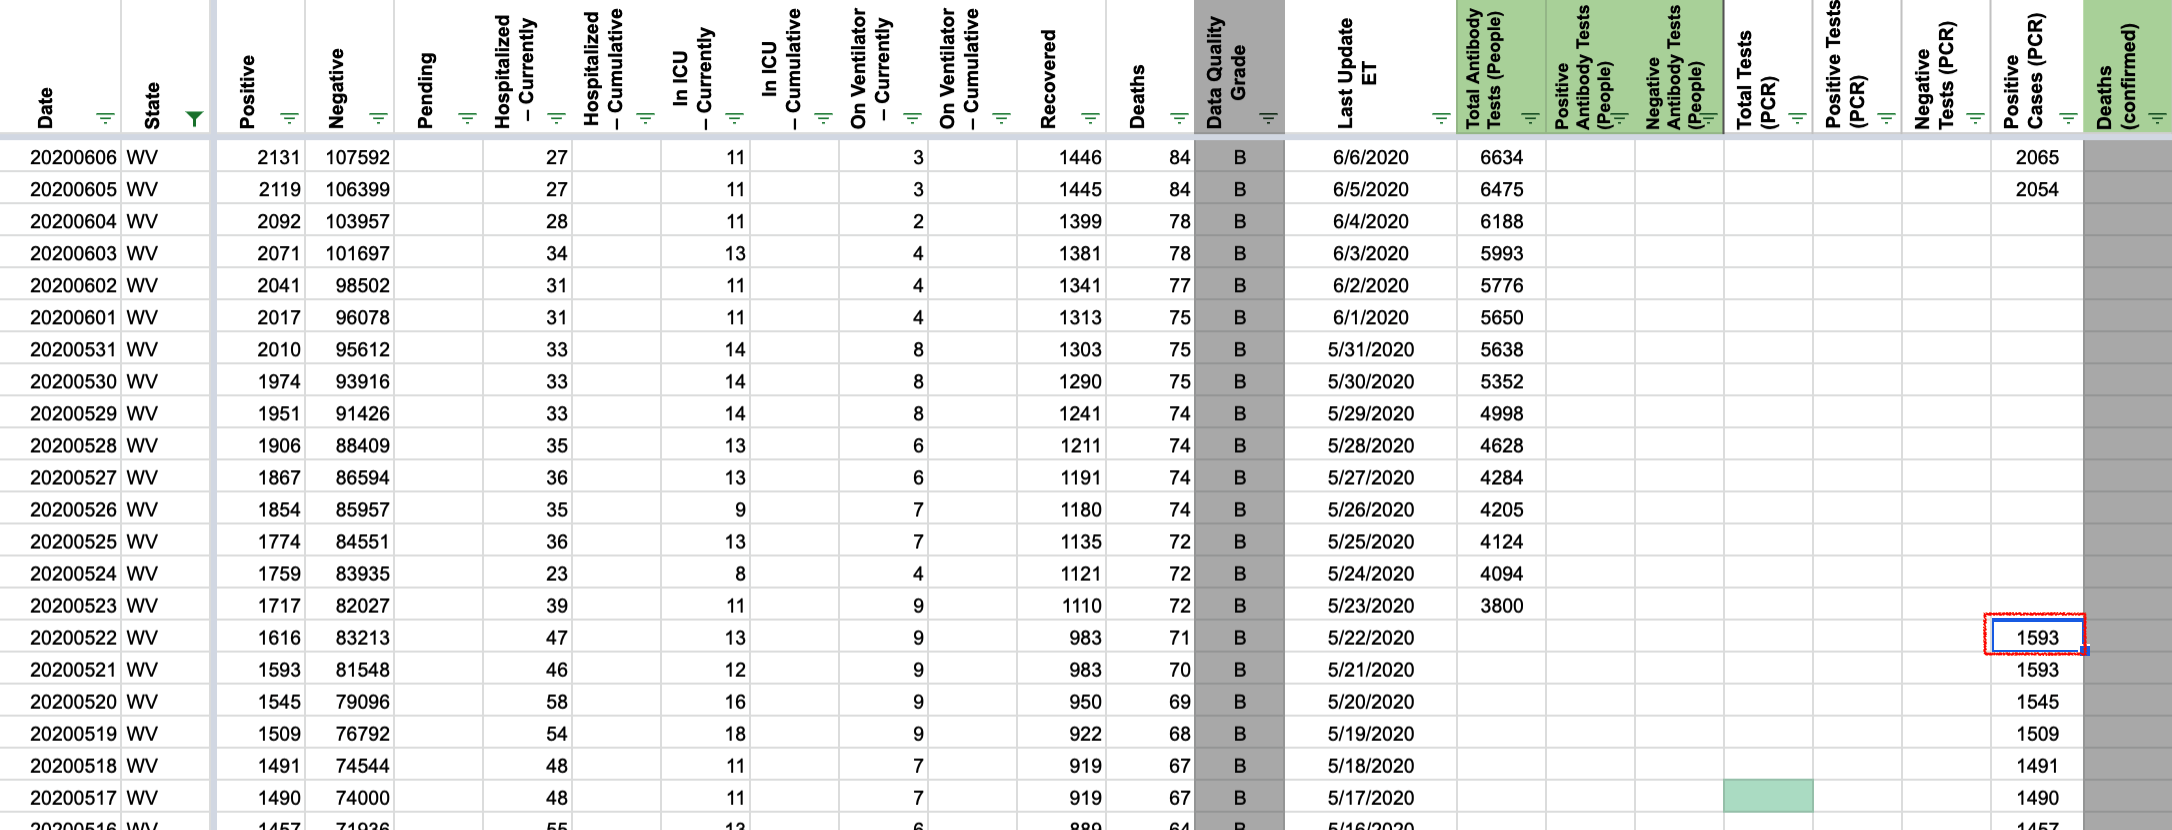 Date State Positive Negative Pending Hospitalized – Currently Hospitalized – Cumulative In ICU – Currently In ICU – Cumulative On Ventilator – Currently On Ventilator – Cumulative Recovered Deaths Data Quality Grade Last Update ET Total Antibody Tests (People) Positive Antibody Tests (People) Negative Antibody Tests (People) Total Tests (PCR) Positive Tests (PCR) Negative Tests (PCR) Positive Cases (PCR) Deaths (confirmed)
20200606 WV 2131 107592 27 11 3 1446 84 B 6/6/2020 6634 2065
20200605 WV 2119 106399 27 11 3 1445 84 B 6/5/2020 6475 2054
20200604 WV 2092 103957 28 11 2 1399 78 B 6/4/2020 6188
20200603 WV 2071 101697 34 13 4 1381 78 B 6/3/2020 5993
20200602 WV 2041 98502 31 11 4 1341 77 B 6/2/2020 5776
20200601 WV 2017 96078 31 11 4 1313 75 B 6/1/2020 5650
20200531 WV 2010 95612 33 14 8 1303 75 B 5/31/2020 5638
20200530 WV 1974 93916 33 14 8 1290 75 B 5/30/2020 5352
20200529 WV 1951 91426 33 14 8 1241 74 B 5/29/2020 4998
20200528 WV 1906 88409 35 13 6 1211 74 B 5/28/2020 4628
20200527 WV 1867 86594 36 13 6 1191 74 B 5/27/2020 4284
20200526 WV 1854 85957 35 9 7 1180 74 B 5/26/2020 4205
20200525 WV 1774 84551 36 13 7 1135 72 B 5/25/2020 4124
20200524 WV 1759 83935 23 8 4 1121 72 B 5/24/2020 4094
20200523 WV 1717 82027 39 11 9 1110 72 B 5/23/2020 3800
20200522 WV 1616 83213 47 13 9 983 71 B 5/22/2020 1593
20200521 WV 1593 81548 46 12 9 983 70 B 5/21/2020 1593
20200520 WV 1545 79096 58 16 9 950 69 B 5/20/2020 1545
20200519 WV 1509 76792 54 18 9 922 68 B 5/19/2020 1509
20200518 WV 1491 74544 48 11 7 919 67 B 5/18/2020 1491
20200517 WV 1490 74000 48 11 7 919 67 B 5/17/2020 1490
20200516 WV 1457 71936 55 13 6 889 64 B 5/16/2020 1457